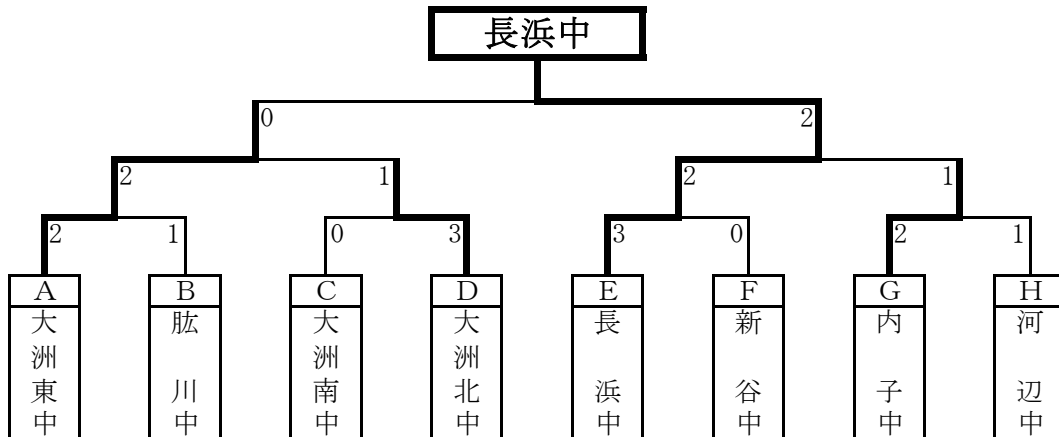 長浜中
0 2
2 1 2 1
2 1 0 3 3 0 2 1
A B C D E F G H
大洲東中
肱川中
大洲南中
大洲北中
長浜中
新谷中
内子中
河辺中